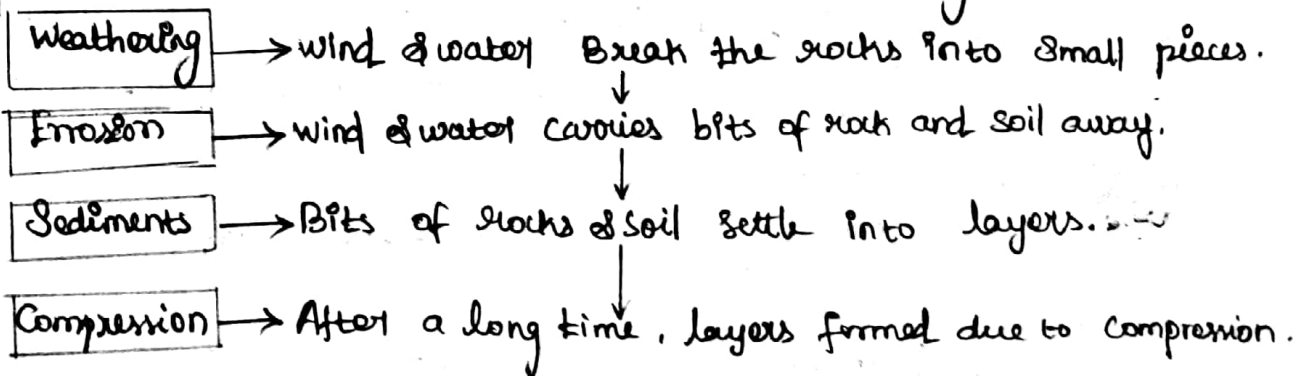 Weathering → wind & water Break the rocks into small pieces.
Errosion → wind & water carries bits of rock and soil away.
Sediments → Bits of rocks & soil settle into layers.
Compression → After a long time, layers formed due to compression.